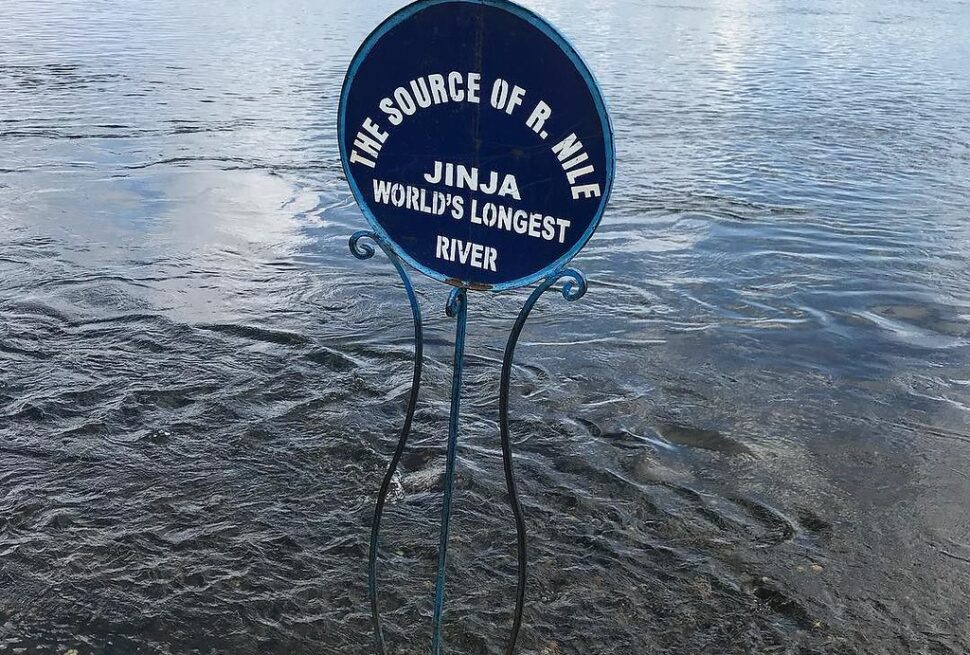 THE SOURCE OF R. NILE
JINJA
WORLD'S LONGEST
RIVER